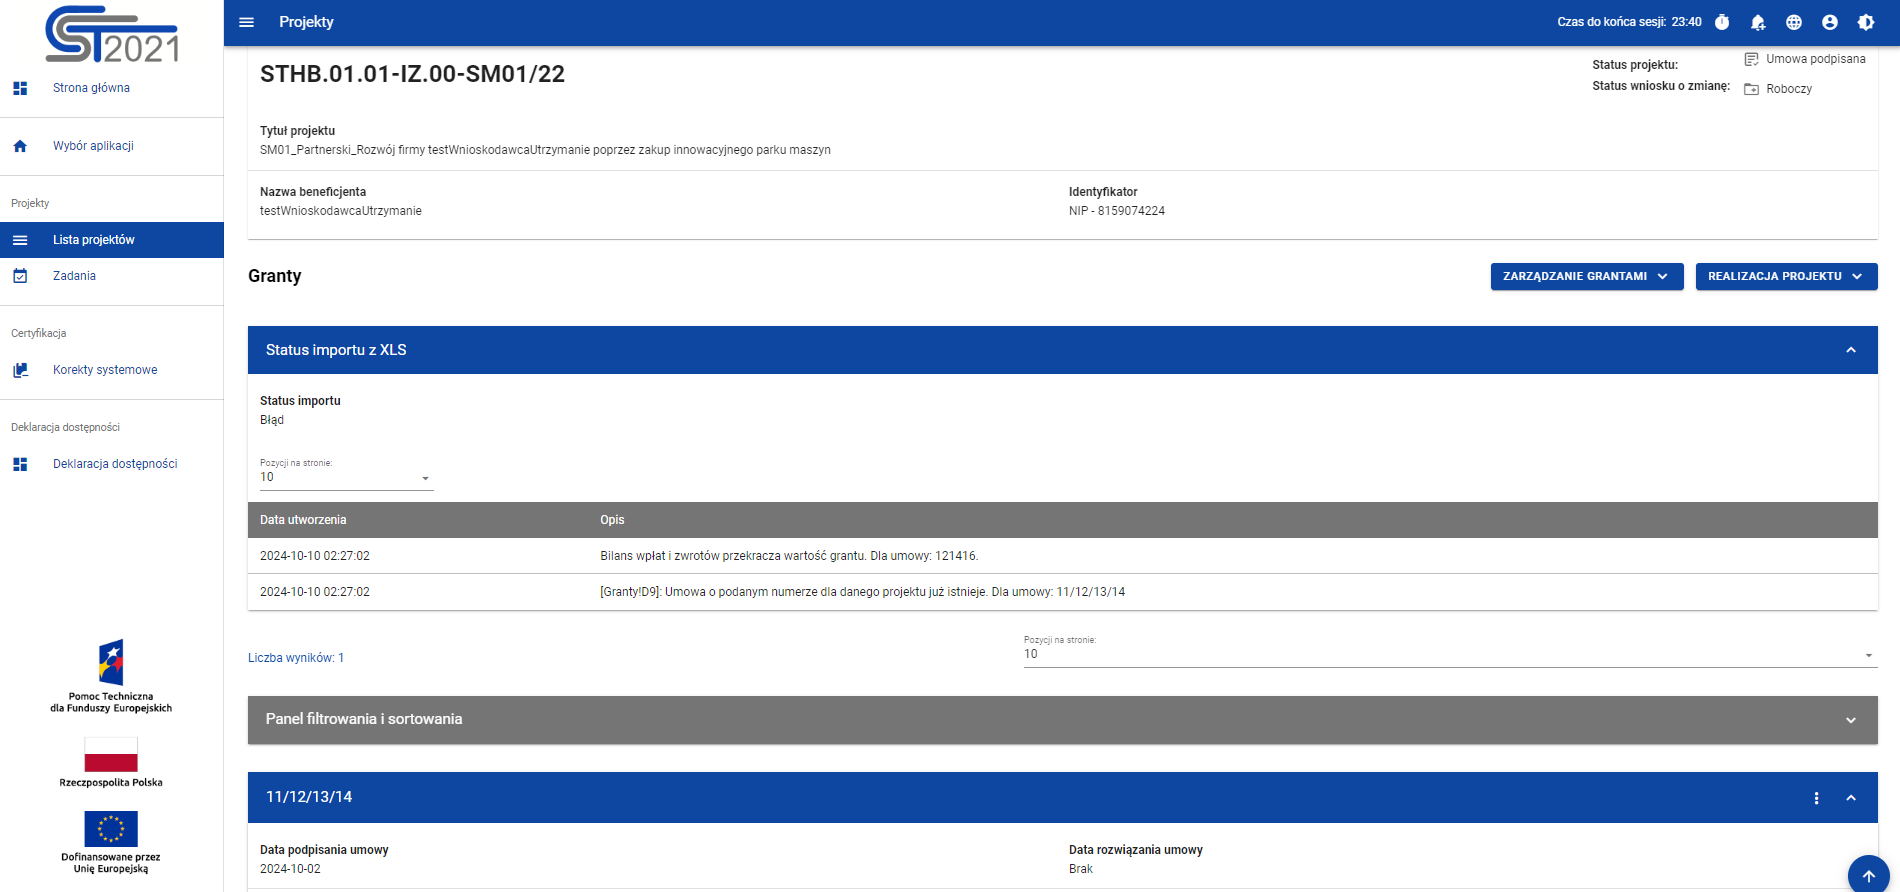 ST2021
Projekty
Czas do końca sesji: 23:40
Strona główna
Wybór aplikacji
Projekty
Lista projektów
Zadania
Certyfikacja
Korekty systemowe
Deklaracja dostępności
Deklaracja dostępności
Pomoc Techniczna
dla Funduszy Europejskich
Rzeczpospolita Polska
Dofinansowane przez
Unię Europejską
STHB.01.01-IZ.00-SM01/22
Status projektu: Umowa podpisana
Status wniosku o zmianę: Roboczy
Tytuł projektu
SM01_Partnerski_Rozwój firmy testWnioskodawcaUtrzymanie poprzez zakup innowacyjnego parku maszyn
Nazwa beneficjenta
testWnioskodawcaUtrzymanie
Identyfikator
NIP - 8159074224
Granty
ZARZĄDZANIE GRANTAMI
REALIZACJA PROJEKTU
Status importu z XLS
Status importu
Błąd
Pozycji na stronie:
10
Data utworzenia Opis
2024-10-10 02:27:02 Bilans wpłat i zwrotów przekracza wartość grantu. Dla umowy: 121416.
2024-10-10 02:27:02 [Granty!D9]: Umowa o podanym numerze dla danego projektu już istnieje. Dla umowy: 11/12/13/14
Liczba wyników: 1
Pozycji na stronie:
10
Panel filtrowania i sortowania
11/12/13/14
Data podpisania umowy
2024-10-02
Data rozwiązania umowy
Brak